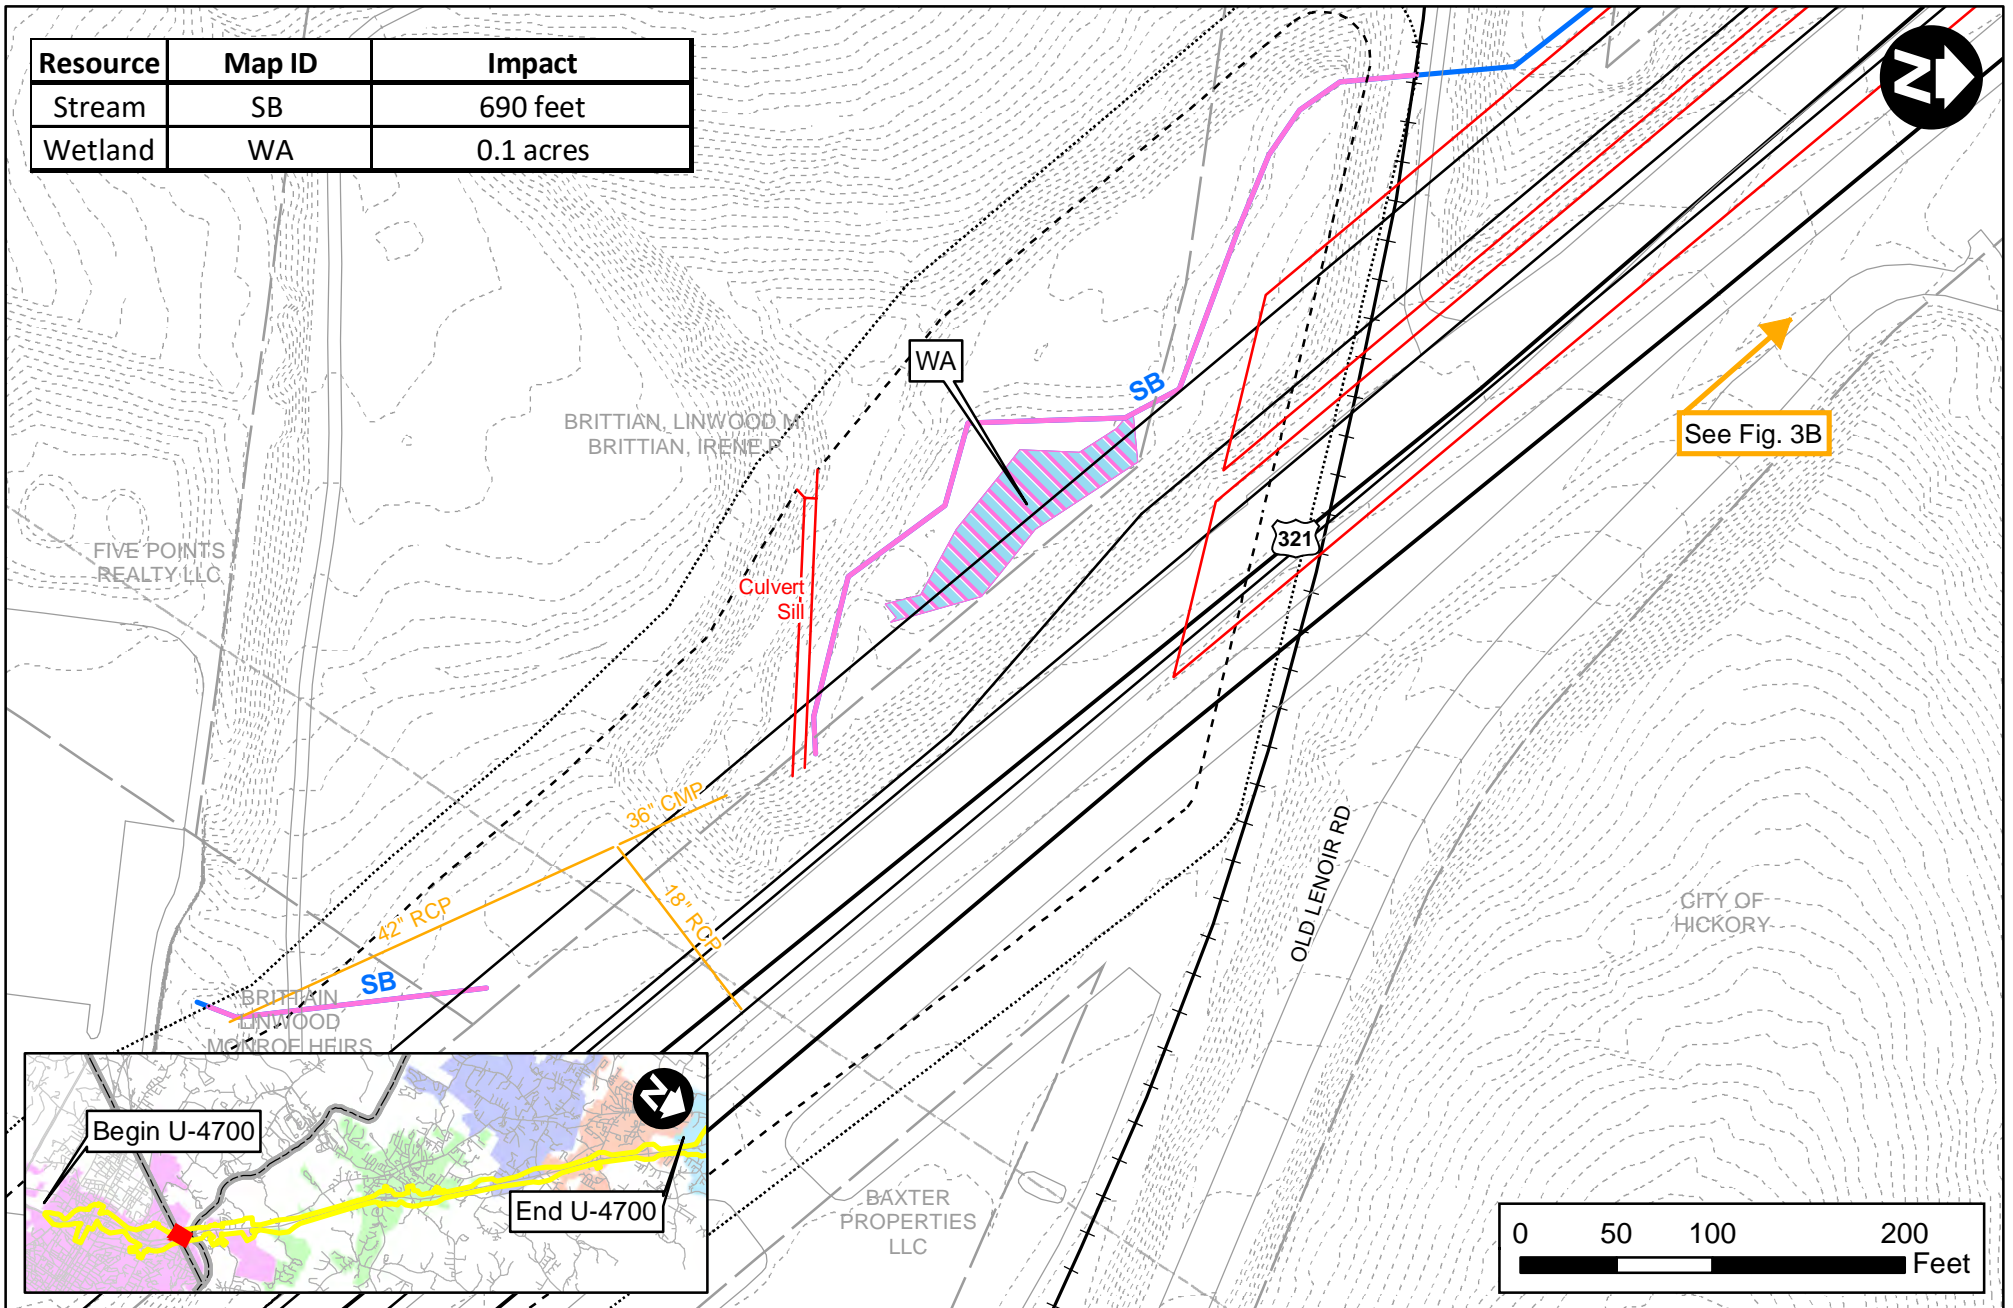 Resource Map ID Impact
Stream SB 690 feet
Wetland WA 0.1 acres
N
WA
SB
See Fig. 3B
BRITTIAN, LINWOOD M
BRITTIAN, IRENE P
321
FIVE POINTS
REALTY LLC
Culvert
Sill
36" CMP
18" RCP
42" RCP
OLD LENOIR RD
CITY OF
HICKORY
SB
BRITTAIN
LINWOOD
MONROE HEIRS
N
Begin U-4700
End U-4700
BAXTER
PROPERTIES
LLC
0 50 100 200
Feet